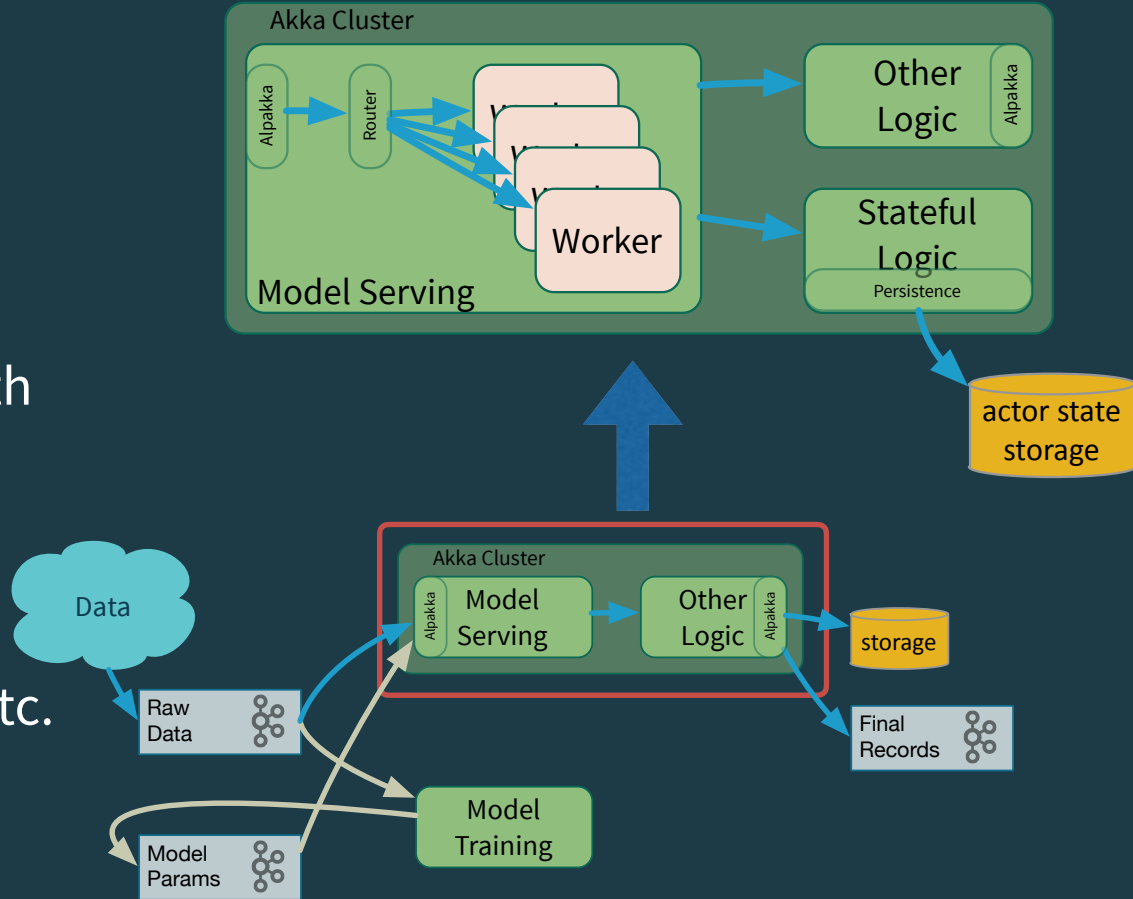 Akka Cluster
Alpakka
Router
Worker
Model Serving
Other
Logic
Alpakka
Stateful
Logic
Persistence
actor state
storage
Data
Akka Cluster
Alpakka
Model
Serving
Other
Logic
Alpakka
storage
tc.
Raw
Data
Final
Records
Model
Training
Model
Params